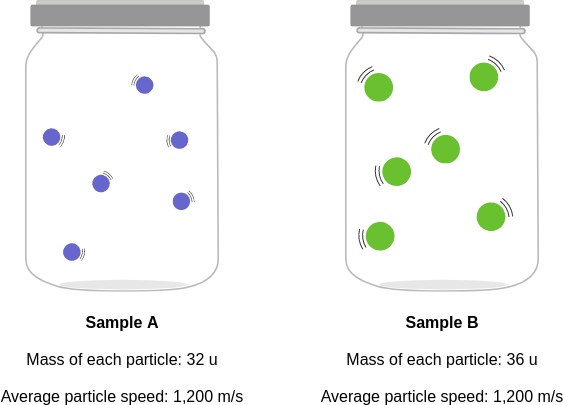 Sample A
Mass of each particle: 32 u
Average particle speed: 1,200 m/s
Sample B
Mass of each particle: 36 u
Average particle speed: 1,200 m/s